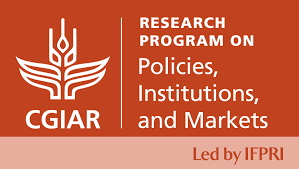 CGIAR
RESEARCH
PROGRAM ON
Policies,
Institutions,
and Markets
Led by IFPRI